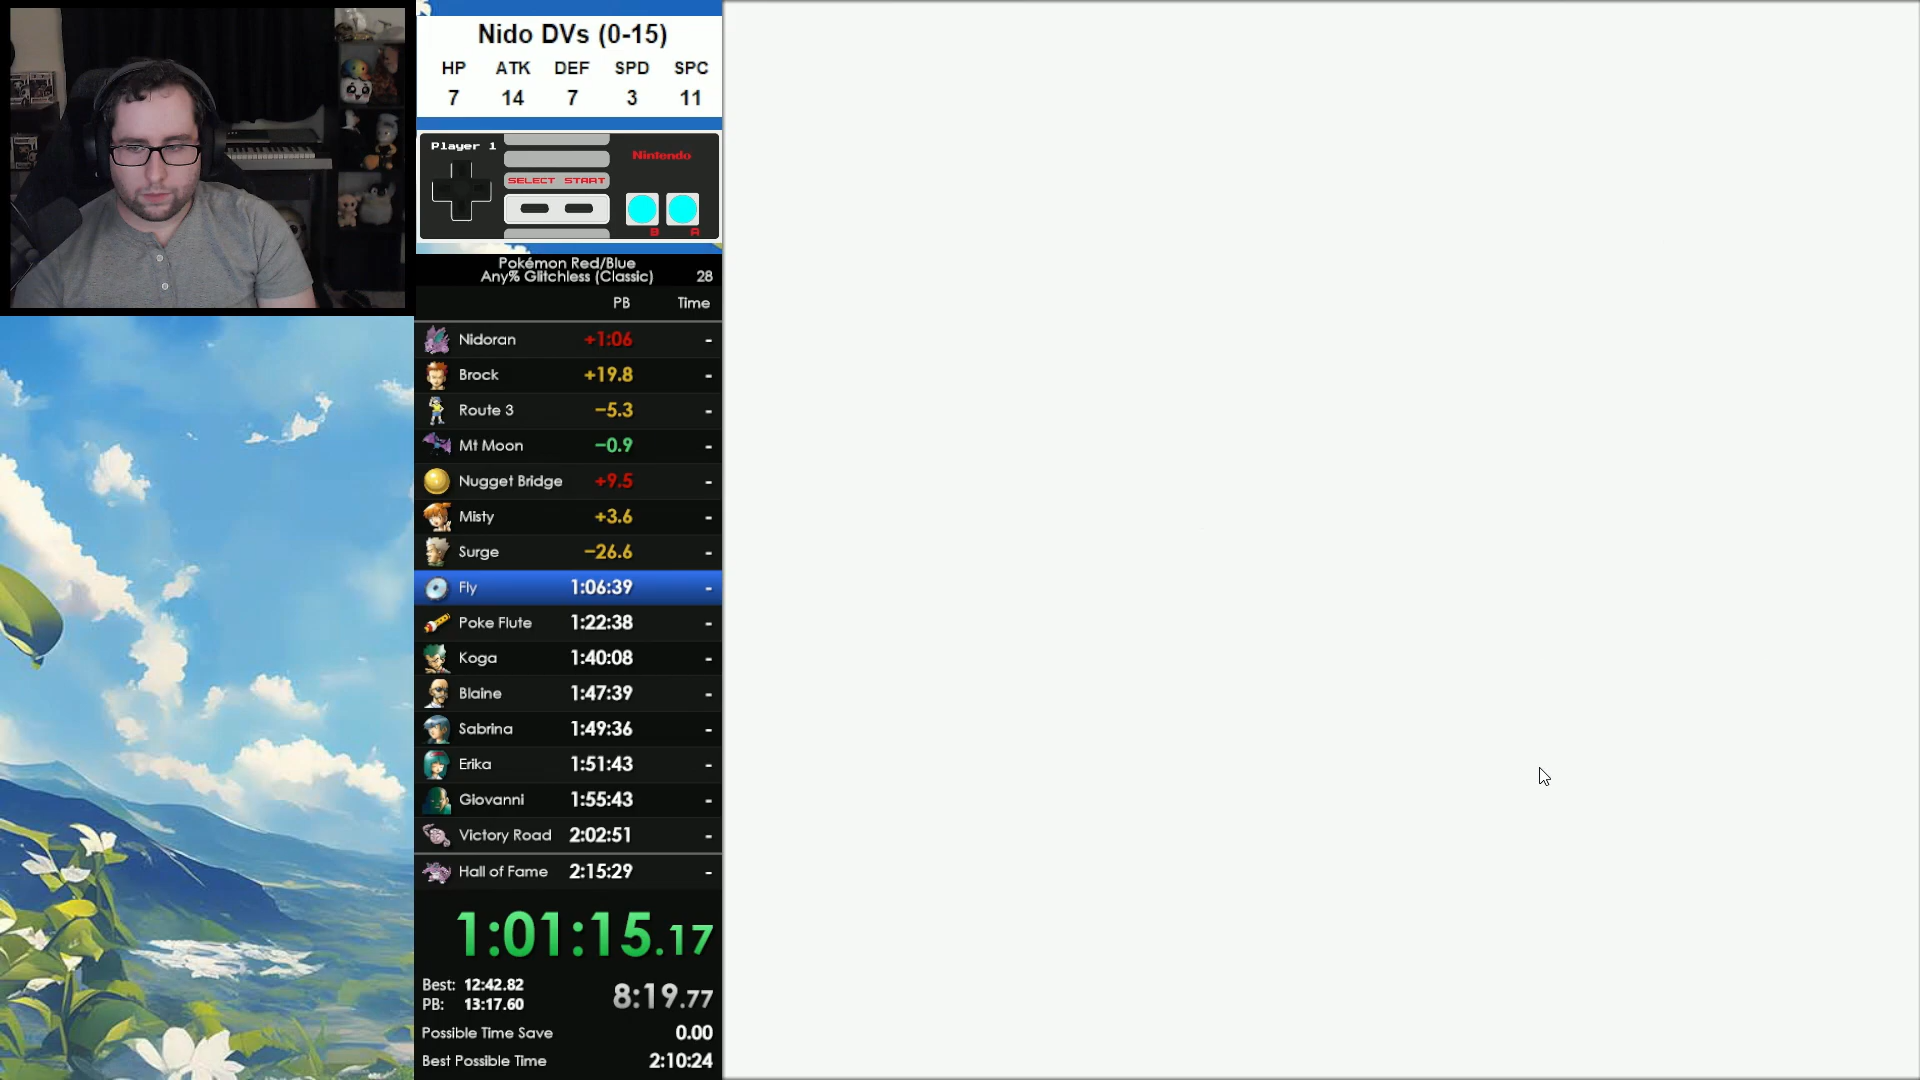 Nido DVs (0-15)
HP ATK DEF SPD SPC
7 14 7 3 11
Player 1
Nintendo
SELECT START
B A
Pokémon Red/Blue
Any% Glitchless (Classic) 28
PB Time
Nidoran +1:06 -
Brock +19.8 -
Route 3 −5.3 -
Mt Moon −0.9 -
Nugget Bridge +9.5 -
Misty +3.6 -
Surge −26.6 -
Fly 1:06:39 -
Poke Flute 1:22:38 -
Koga 1:40:08 -
Blaine 1:47:39 -
Sabrina 1:49:36 -
Erika 1:51:43 -
Giovanni 1:55:43 -
Victory Road 2:02:51 -
Hall of Fame 2:15:29 -
1:01:15.17
Best: 12:42.82
PB: 13:17.60
8:19.77
Possible Time Save 0.00
Best Possible Time 2:10:24